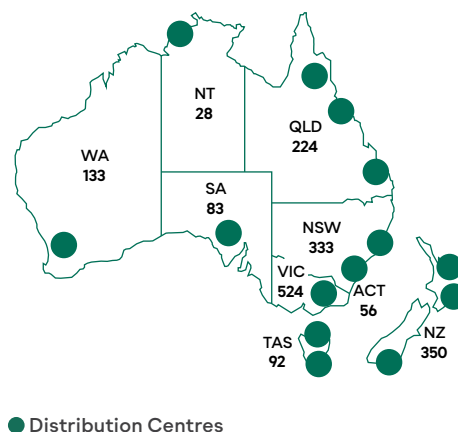 NT
28
QLD
224
WA
133
SA
83
NSW
333
VIC
524
ACT
56
NZ
350
TAS
92
Distribution Centres